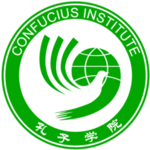 CONFUCIUS INSTITUTE
孔子学院